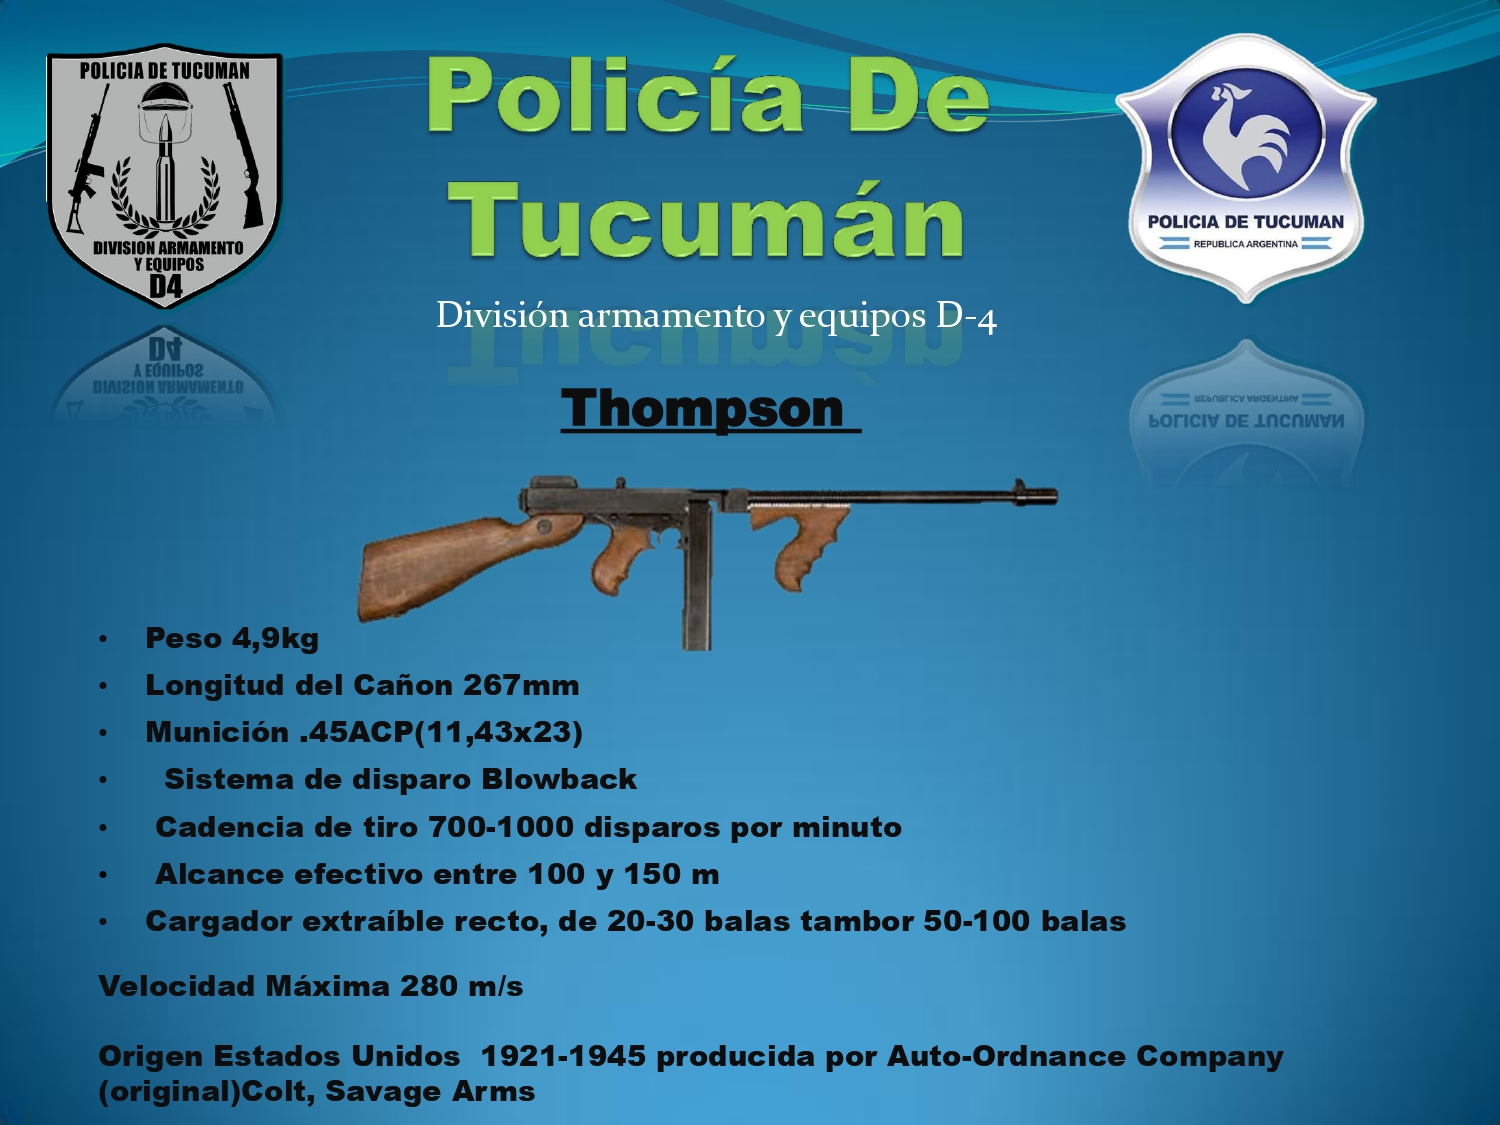 POLICIA DE TUCUMAN
DIVISION ARMAMENTO
Y EQUIPOS
D4
Policía De
Tucumán
POLICIA DE TUCUMAN
REPUBLICA ARGENTINA
División armamento y equipos D-4
Thompson
• Peso 4,9kg
• Longitud del Cañon 267mm
• Munición .45ACP(11,43x23)
• Sistema de disparo Blowback
• Cadencia de tiro 700-1000 disparos por minuto
• Alcance efectivo entre 100 y 150 m
• Cargador extraíble recto, de 20-30 balas tambor 50-100 balas
Velocidad Máxima 280 m/s
Origen Estados Unidos  1921-1945 producida por Auto-Ordnance Company
(original)Colt, Savage Arms